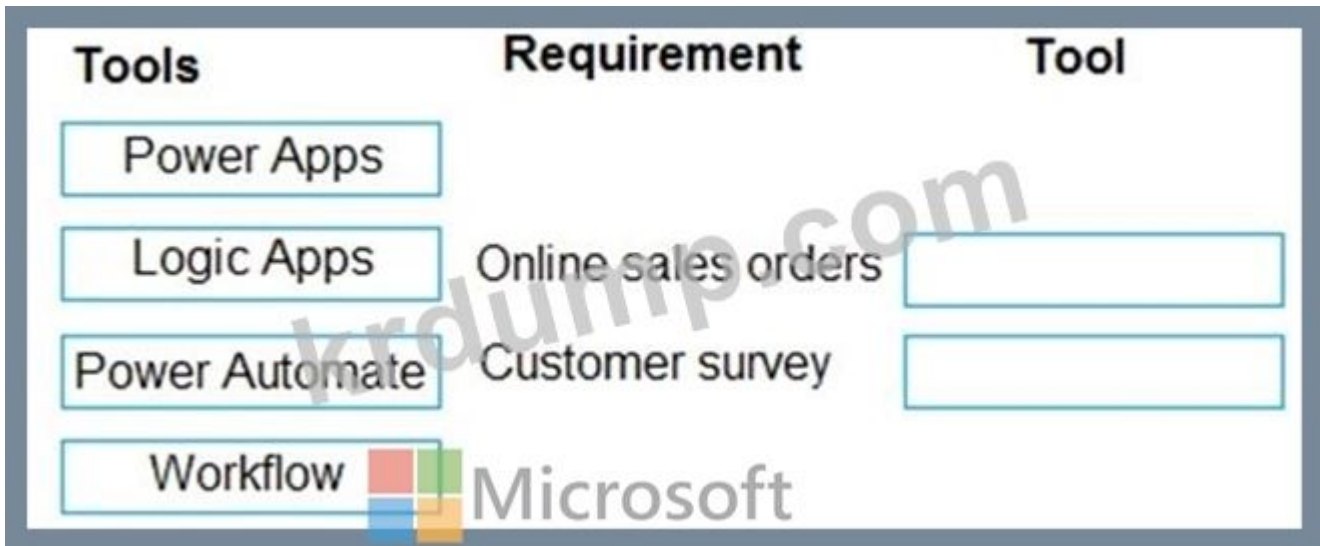 Tools Requirement Tool
Power Apps
Logic Apps Online sales orders
Power Automate Customer survey
Workflow
krdump.com
Microsoft